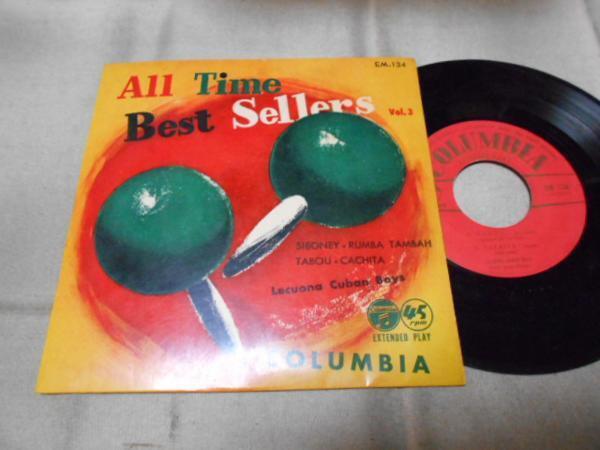 EM.134
All Time
Best Sellers Vol.3
SIBONEY - RUMBA TAMBAH
TABOU - CACHITA
Lecuona Cuban Boys
45
rpm
EXTENDED PLAY
COLUMBIA
COLUMBIA